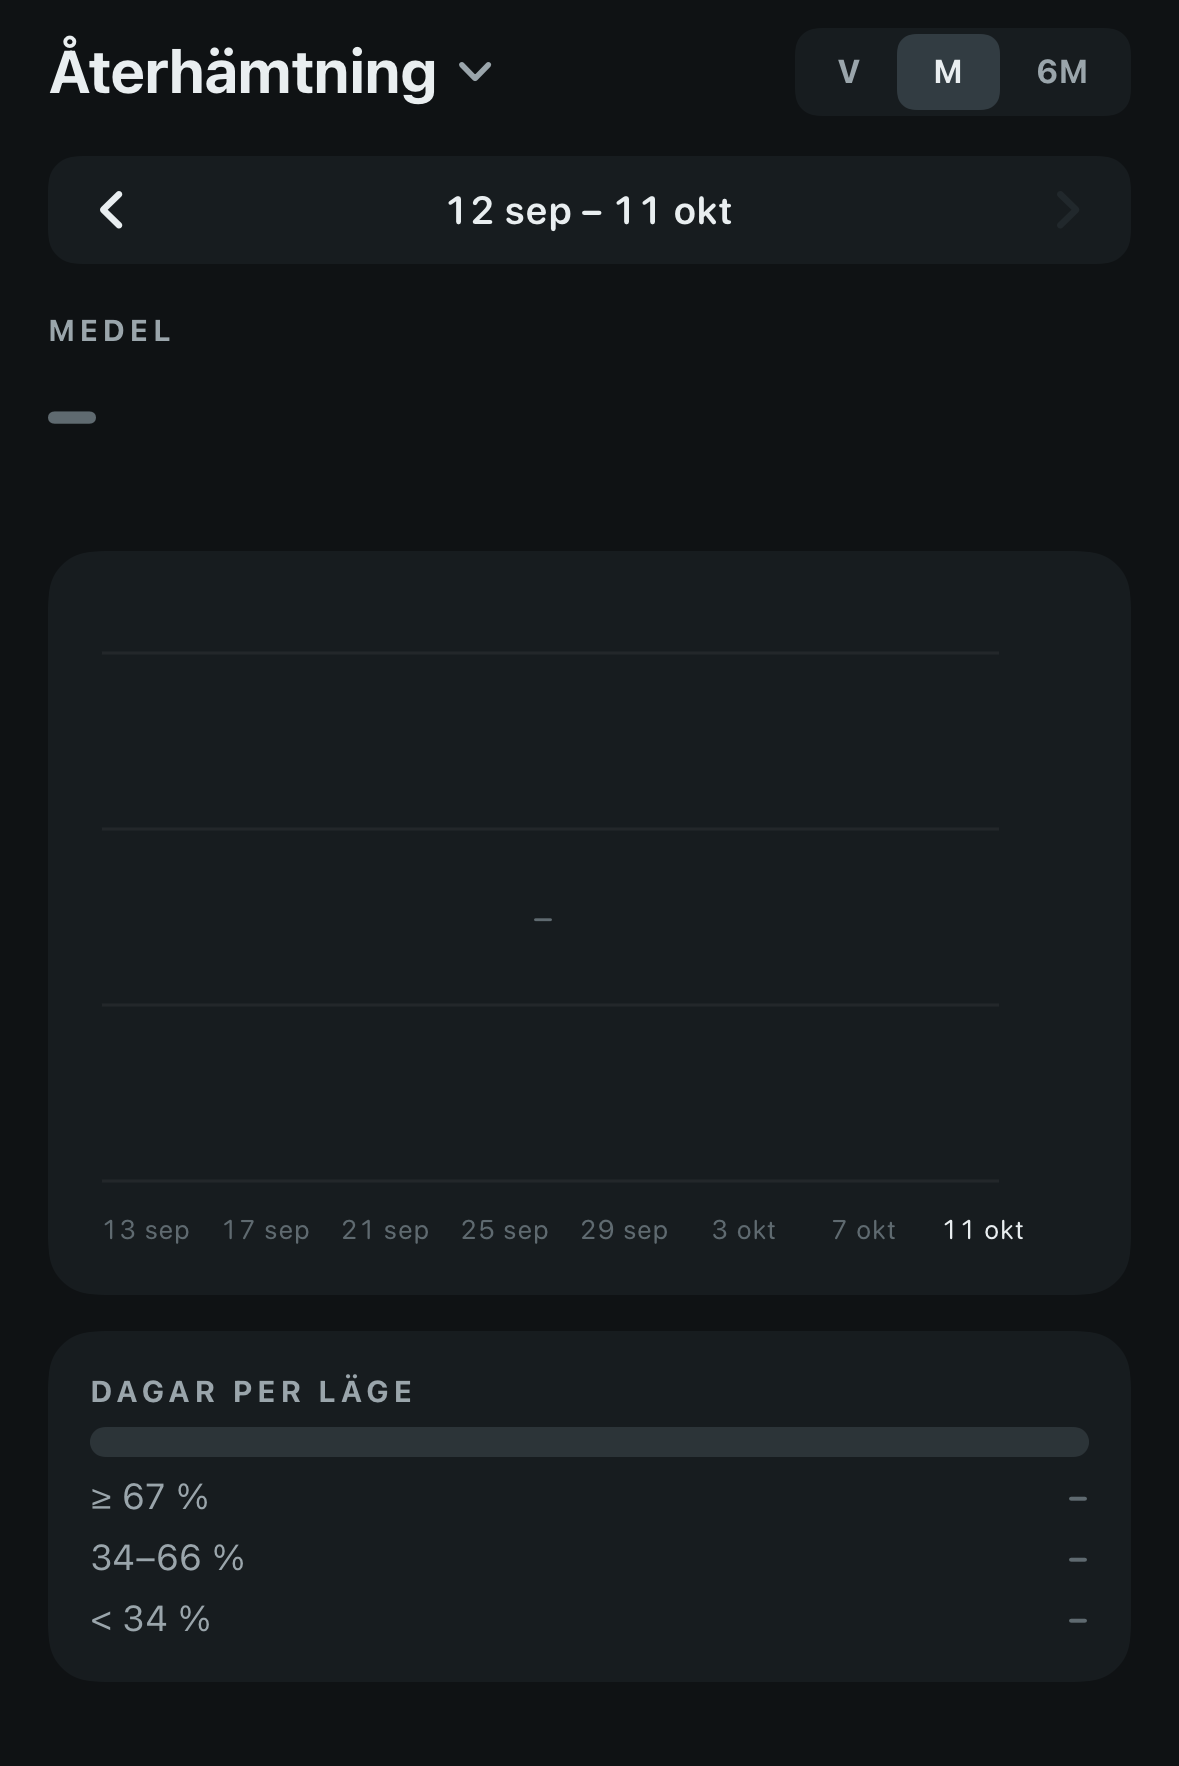 Återhämtning
V M 6M
12 sep – 11 okt
MEDEL
–
–
13 sep 17 sep 21 sep 25 sep 29 sep 3 okt 7 okt 11 okt
DAGAR PER LÄGE
≥ 67 % –
34–66 % –
< 34 % –